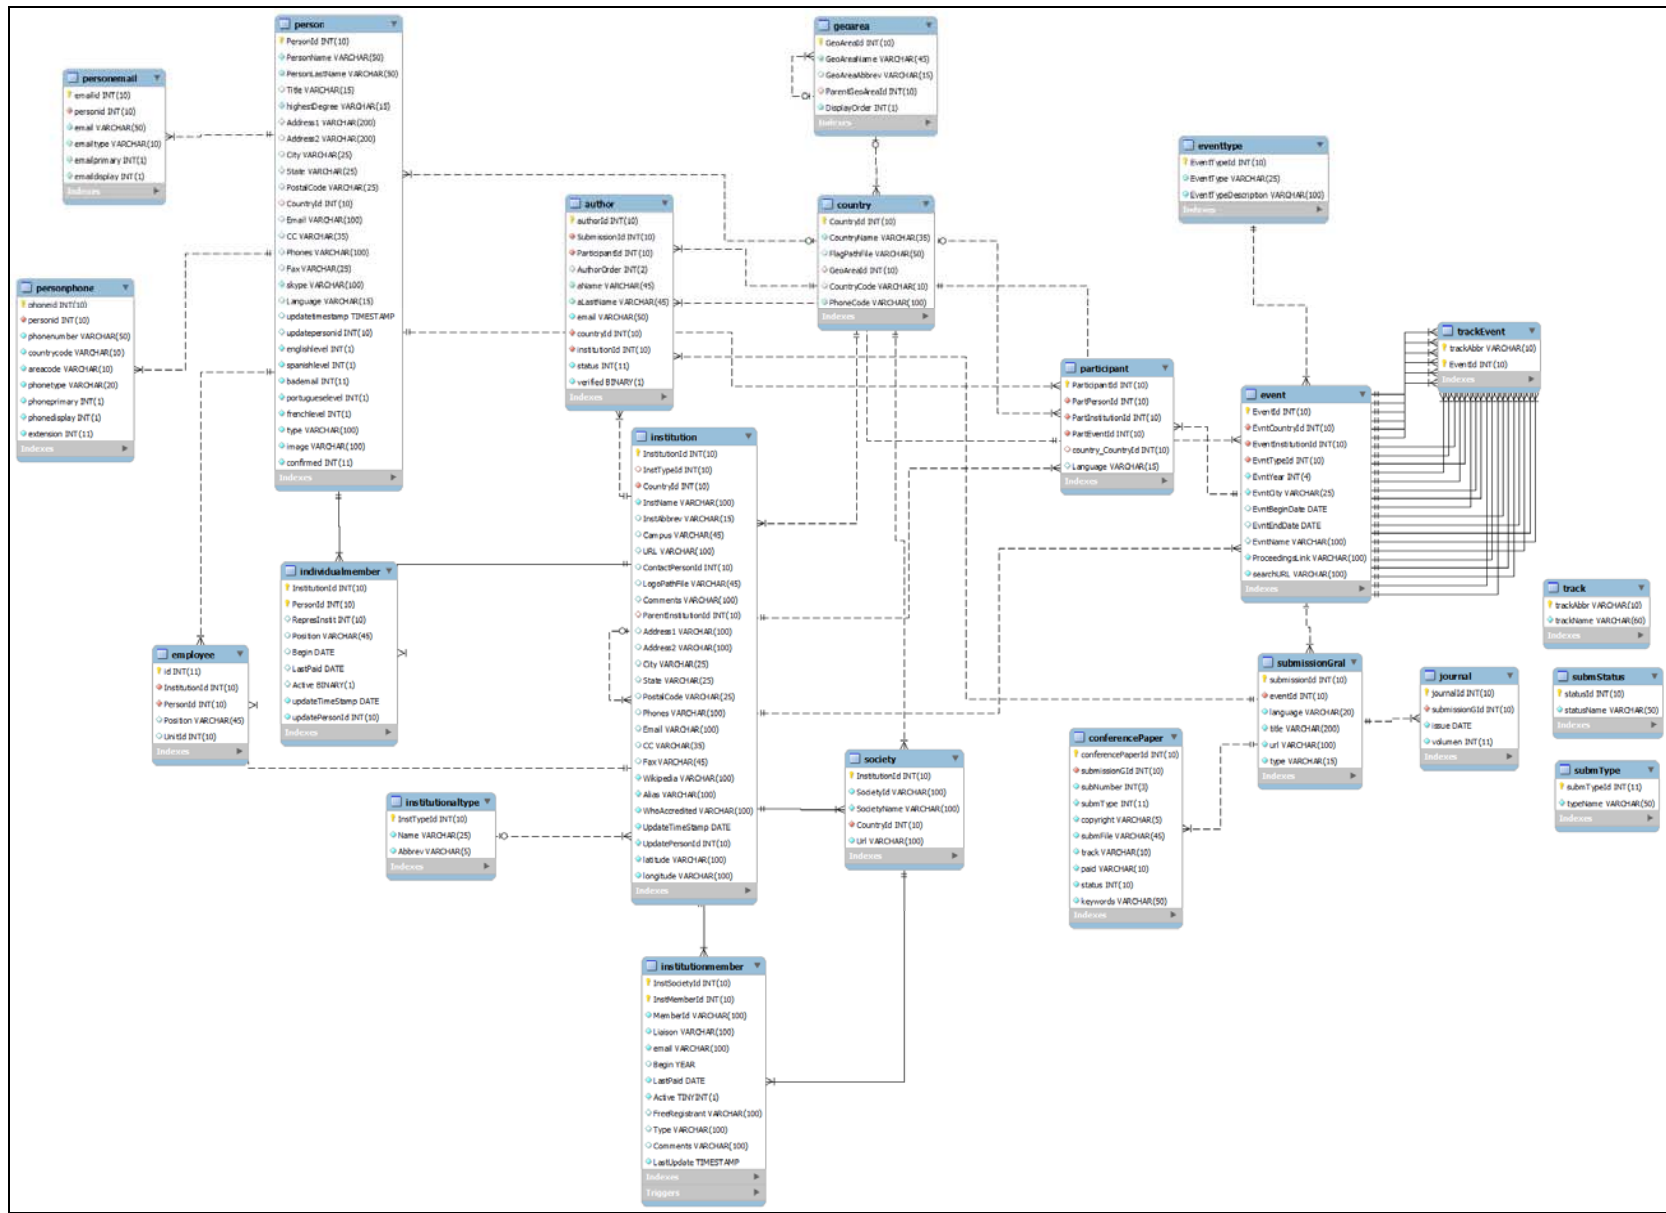 person
PersonId INT(10)
PersonName VARCHAR(50)
PersonLastName VARCHAR(50)
Title VARCHAR(15)
highestDegree VARCHAR(15)
Address1 VARCHAR(200)
Address2 VARCHAR(200)
City VARCHAR(25)
State VARCHAR(25)
PostalCode VARCHAR(25)
CountryId INT(10)
Email VARCHAR(100)
CC VARCHAR(35)
Phones VARCHAR(100)
Fax VARCHAR(25)
skype VARCHAR(100)
Language VARCHAR(15)
updatetimestamp TIMESTAMP
updatepersonid INT(10)
englishlevel INT(1)
spanishlevel INT(1)
bademail INT(11)
portugueselevel INT(1)
frenchlevel INT(1)
type VARCHAR(100)
image VARCHAR(100)
confirmed INT(11)
Indexes
personemail
emailid INT(10)
personid INT(10)
email VARCHAR(50)
emailtype VARCHAR(10)
emailprimary INT(1)
emaildisplay INT(1)
Indexes
personphone
phoneid INT(10)
personid INT(10)
phonenumber VARCHAR(50)
countrycode VARCHAR(10)
areacode VARCHAR(10)
phonetype VARCHAR(20)
phoneprimary INT(1)
phonedisplay INT(1)
extension INT(11)
Indexes
geoarea
GeoAreaId INT(10)
GeoAreaName VARCHAR(45)
GeoAreaAbbrev VARCHAR(15)
ParentGeoAreaId INT(10)
DisplayOrder INT(1)
Indexes
eventtype
EventTypeId INT(10)
EventType VARCHAR(25)
EventTypeDescription VARCHAR(100)
Indexes
author
authorId INT(10)
SubmissionId INT(10)
ParticipantId INT(10)
AuthorOrder INT(2)
aName VARCHAR(45)
aLastName VARCHAR(45)
email VARCHAR(50)
countryId INT(10)
institutionId INT(10)
status INT(11)
verified BINARY(1)
Indexes
country
CountryId INT(10)
CountryName VARCHAR(35)
FlagPathFile VARCHAR(50)
GeoAreaId INT(10)
CountryCode VARCHAR(10)
PhoneCode VARCHAR(100)
Indexes
trackEvent
trackAbbr VARCHAR(10)
EventId INT(10)
Indexes
participant
ParticipantId INT(10)
PartPersonId INT(10)
PartInstitutionId INT(10)
PartEventId INT(10)
country_CountryId INT(10)
Language VARCHAR(15)
Indexes
event
EventId INT(10)
EvntCountryId INT(10)
EventInstitutionId INT(10)
EvntTypeId INT(10)
EvntYear INT(4)
EvntCity VARCHAR(25)
EvntBeginDate DATE
EvntEndDate DATE
EvntName VARCHAR(100)
ProceedingsLink VARCHAR(100)
searchURL VARCHAR(100)
Indexes
institution
InstitutionId INT(10)
InstTypeId INT(10)
CountryId INT(10)
InstName VARCHAR(100)
InstAbbrev VARCHAR(15)
Campus VARCHAR(45)
URL VARCHAR(100)
ContactPersonId INT(10)
LogoPathFile VARCHAR(45)
Comments VARCHAR(100)
ParentInstitutionId INT(10)
Address1 VARCHAR(100)
Address2 VARCHAR(100)
City VARCHAR(25)
State VARCHAR(25)
PostalCode VARCHAR(25)
Phones VARCHAR(100)
Email VARCHAR(100)
CC VARCHAR(35)
Fax VARCHAR(45)
Wikipedia VARCHAR(100)
Alias VARCHAR(100)
WhoAccredited VARCHAR(100)
UpdateTimeStamp DATE
UpdatePersonId INT(10)
latitude VARCHAR(100)
longitude VARCHAR(100)
Indexes
individualmember
InstitutionId INT(10)
PersonId INT(10)
RepresInstit INT(10)
Position VARCHAR(45)
Begin DATE
LastPaid DATE
Active BINARY(1)
updateTimeStamp DATE
updatePersonId INT(10)
Indexes
employee
id INT(11)
InstitutionId INT(10)
PersonId INT(10)
Position VARCHAR(45)
UnitId INT(10)
Indexes
institutionaltype
InstTypeId INT(10)
Name VARCHAR(25)
Abbrev VARCHAR(5)
Indexes
society
InstitutionId INT(10)
SocietyId VARCHAR(100)
SocietyName VARCHAR(100)
CountryId INT(10)
Url VARCHAR(100)
Indexes
track
trackAbbr VARCHAR(10)
trackName VARCHAR(60)
Indexes
submissionGral
submissionId INT(10)
eventId INT(10)
language VARCHAR(20)
title VARCHAR(200)
url VARCHAR(100)
type VARCHAR(15)
Indexes
journal
journalId INT(10)
submissionGId INT(10)
issue DATE
volumen INT(11)
Indexes
submStatus
statusId INT(10)
statusName VARCHAR(50)
Indexes
conferencePaper
conferencePaperId INT(10)
submissionGId INT(10)
subNumber INT(3)
submType INT(11)
copyright VARCHAR(5)
submFile VARCHAR(45)
track VARCHAR(10)
paid VARCHAR(10)
status INT(10)
keywords VARCHAR(50)
Indexes
submType
submTypeId INT(11)
typeName VARCHAR(50)
Indexes
institutionmember
InstSocietyId INT(10)
InstMemberId INT(10)
MemberId VARCHAR(100)
Liaison VARCHAR(100)
email VARCHAR(100)
Begin YEAR
LastPaid DATE
Active TINYINT(1)
FreeRegistrant VARCHAR(100)
Type VARCHAR(100)
Comments VARCHAR(100)
LastUpdate TIMESTAMP
Indexes
Triggers